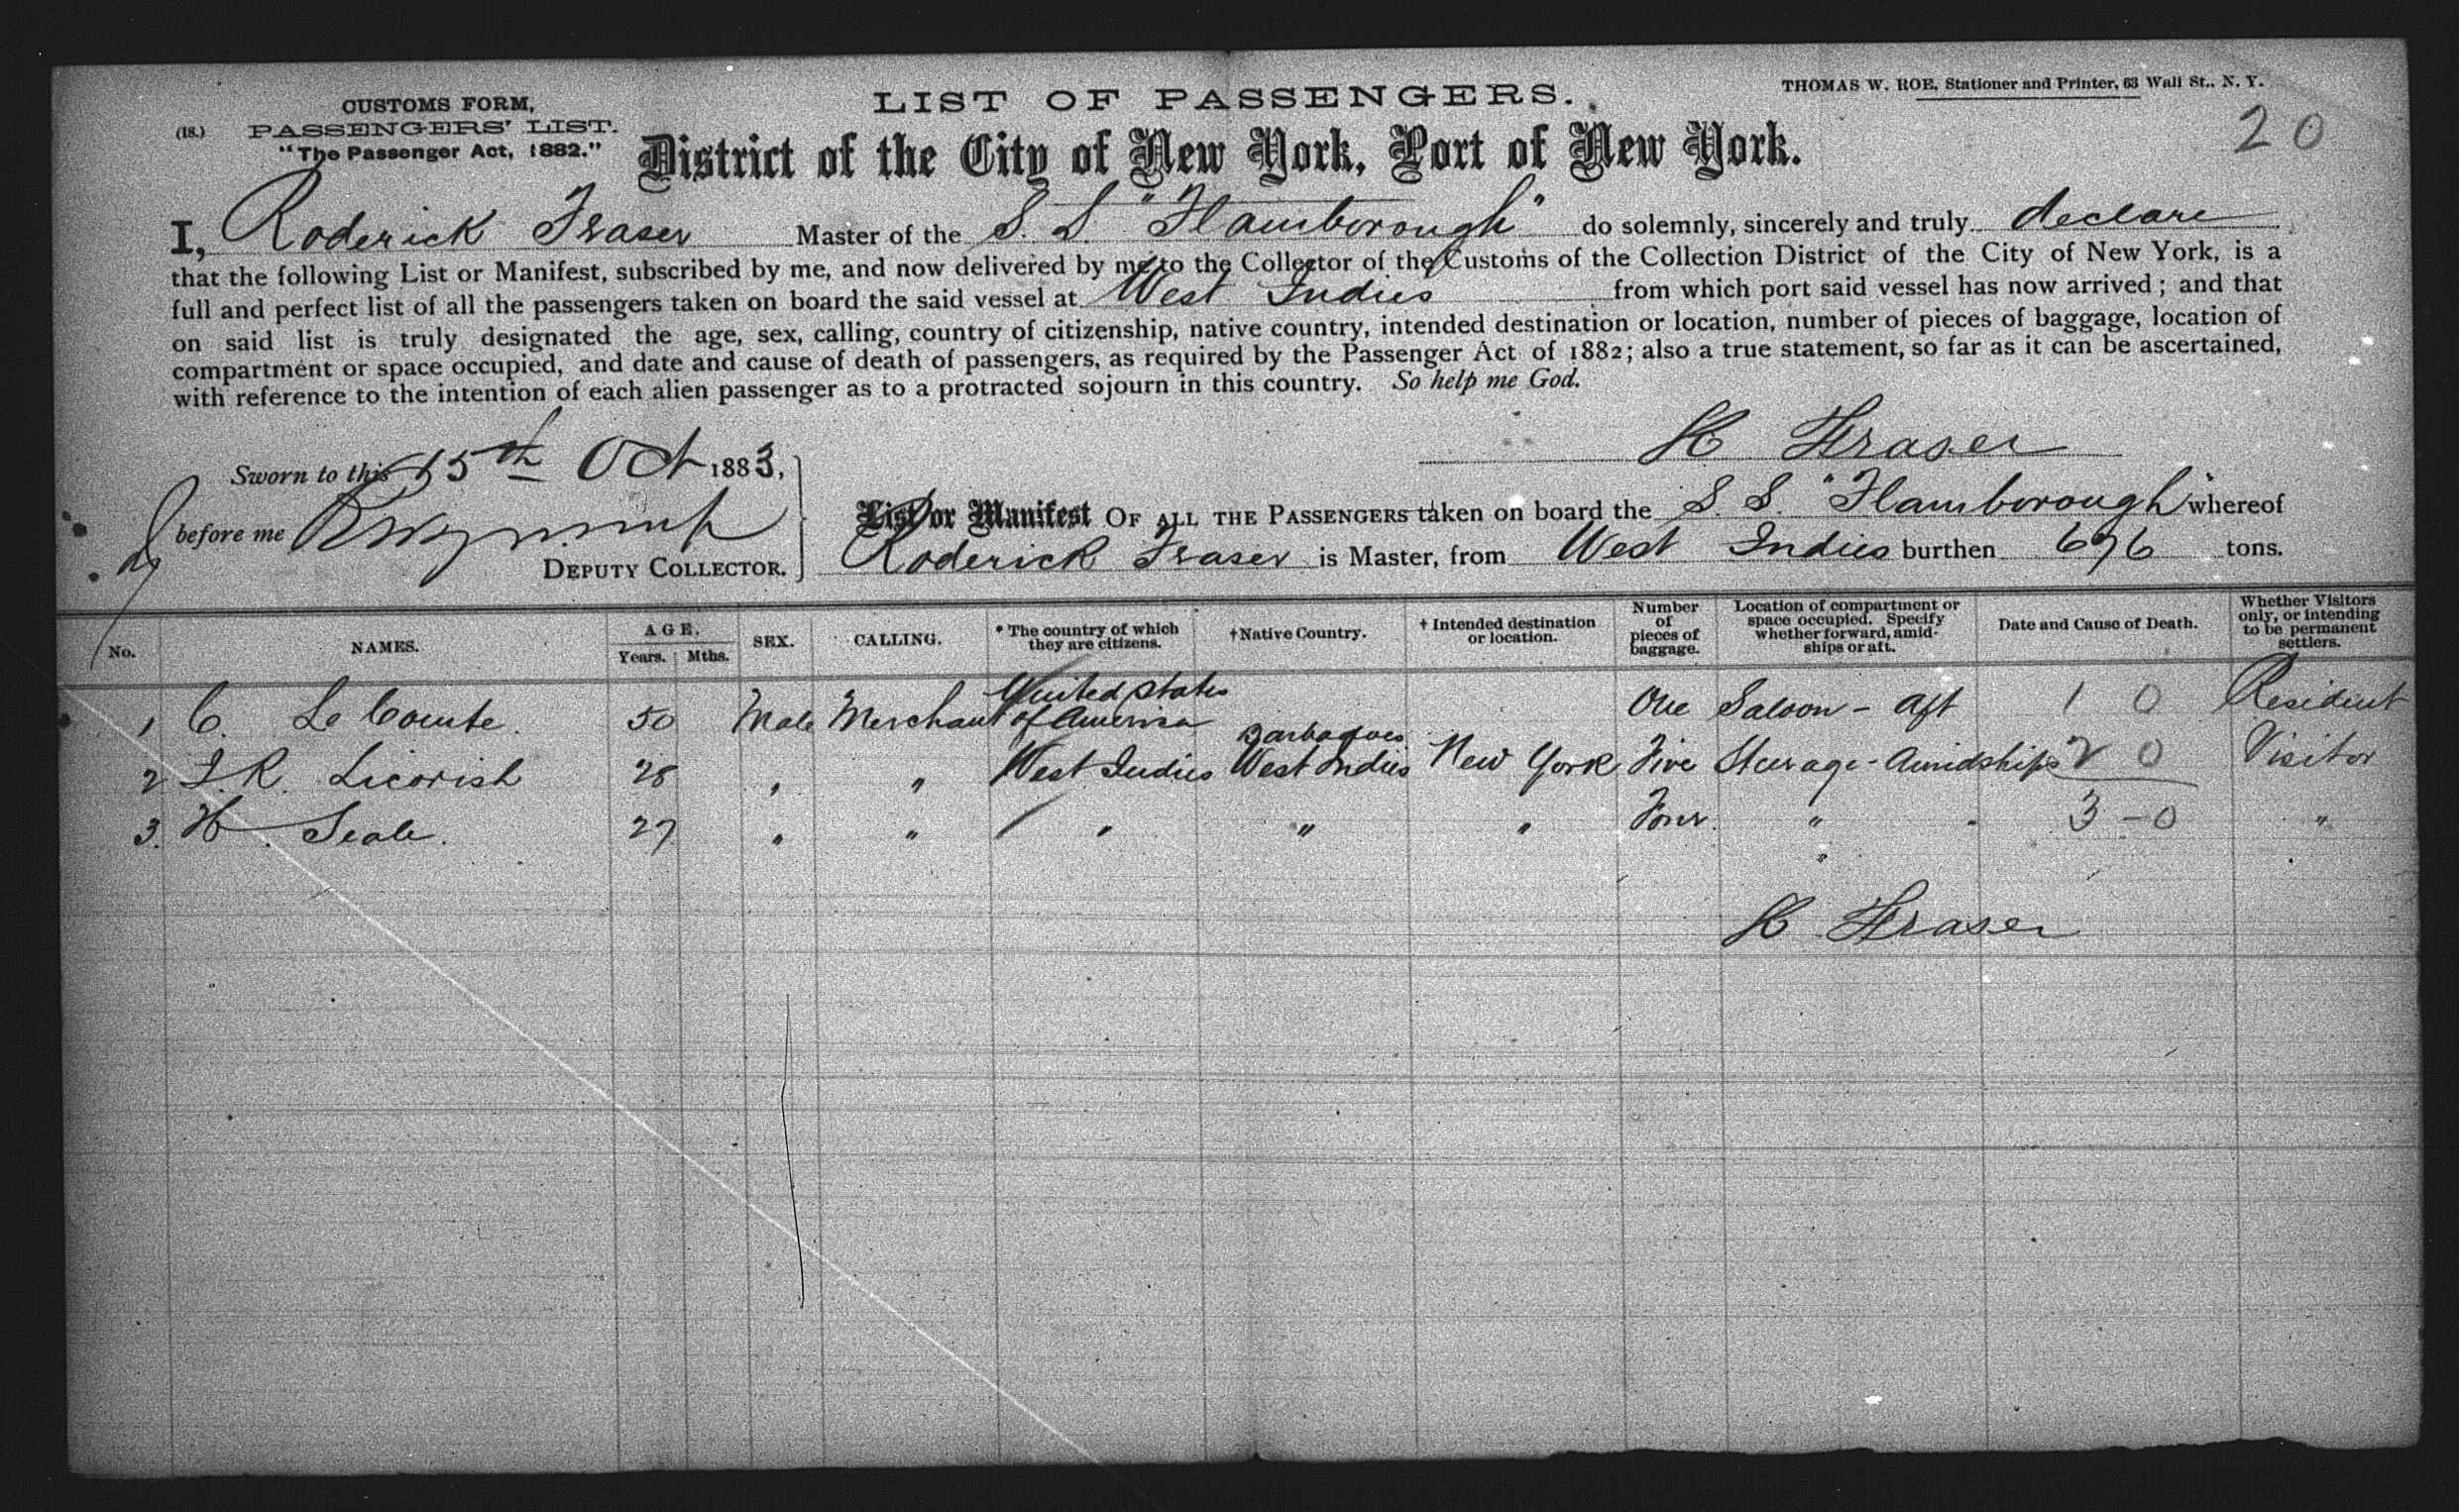 CUSTOMS FORM,
(18.) PASSENGERS' LIST.
"The Passenger Act, 1882."
LIST OF PASSENGERS.
THOMAS W. ROE, Stationer and Printer, 63 Wall St., N. Y.
20
District of the City of New York, Port of New York.
I, Roderick Fraser Master of the S. S. "Flamborough" do solemnly, sincerely and truly declare
that the following List or Manifest, subscribed by me, and now delivered by me to the Collector of the Customs of the Collection District of the City of New York, is a
full and perfect list of all the passengers taken on board the said vessel at West Indies from which port said vessel has now arrived; and that
on said list is truly designated the age, sex, calling, country of citizenship, native country, intended destination or location, number of pieces of baggage, location of
compartment or space occupied, and date and cause of death of passengers, as required by the Passenger Act of 1882; also a true statement, so far as it can be ascertained,
with reference to the intention of each alien passenger as to a protracted sojourn in this country. So help me God.
Fraser
Sworn to this 15th Oct 1883,
before me
DEPUTY COLLECTOR.
List or Manifest OF ALL THE PASSENGERS taken on board the S. S. "Flamborough" whereof
Roderick Fraser is Master, from West Indies burthen 696 tons.
No. NAMES. AGE. Years. Mths. SEX. CALLING. * The country of which they are citizens. † Native Country. † Intended destination or location. Number of pieces of baggage. Location of compartment or space occupied. Specify whether forward, amidships or aft. Date and Cause of Death. Whether Visitors only, or intending to be permanent settlers.
1 C. Le Comte. 50 Male Merchant United States of America One Saloon - Aft 1 0 Resident
2 J. R. Licorish 28 " " West Indies Barbadoes West Indies New York Five Steerage - Amidships 2 0 Visitor
3. H. Seale. 27 " " " " " Four " " 3 - 0 "
Fraser